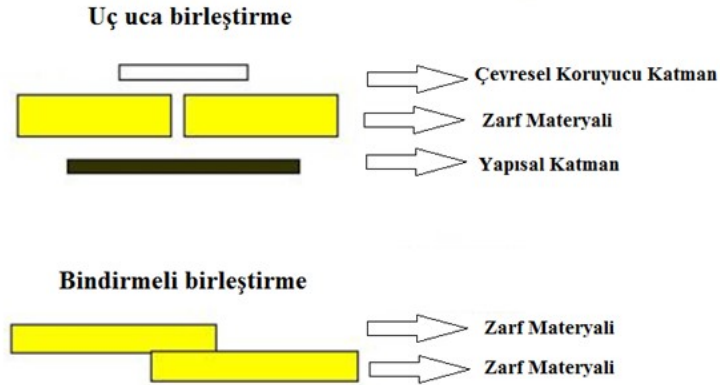 Uç uca birleştirme
Çevresel Koruyucu Katman
Zarf Materyali
Yapısal Katman
Bindirmeli birleştirme
Zarf Materyali
Zarf Materyali